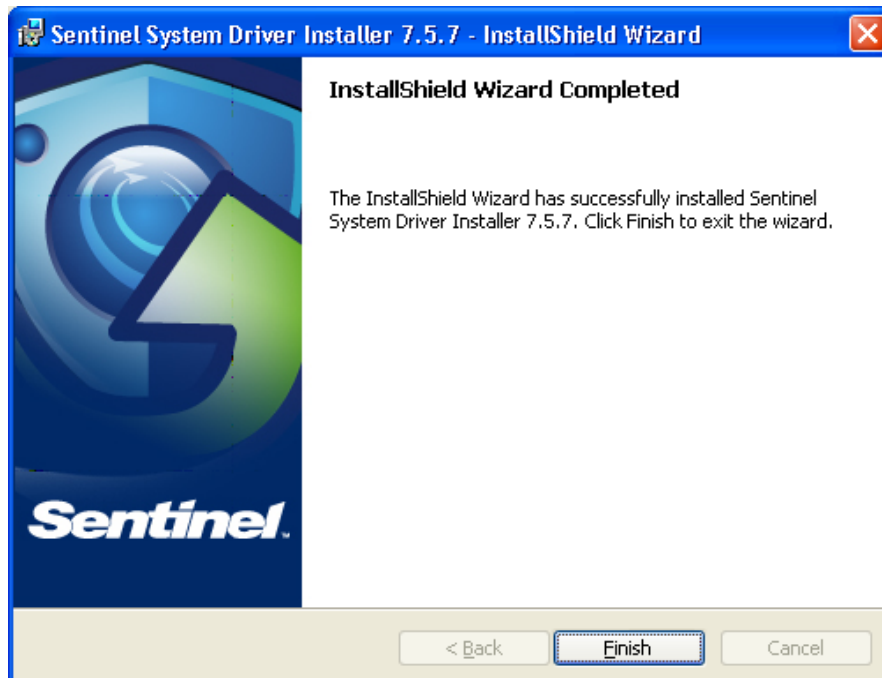 Sentinel System Driver Installer 7.5.7 - InstallShield Wizard
InstallShield Wizard Completed
The InstallShield Wizard has successfully installed Sentinel
System Driver Installer 7.5.7. Click Finish to exit the wizard.
Sentinel™
< Back Finish Cancel